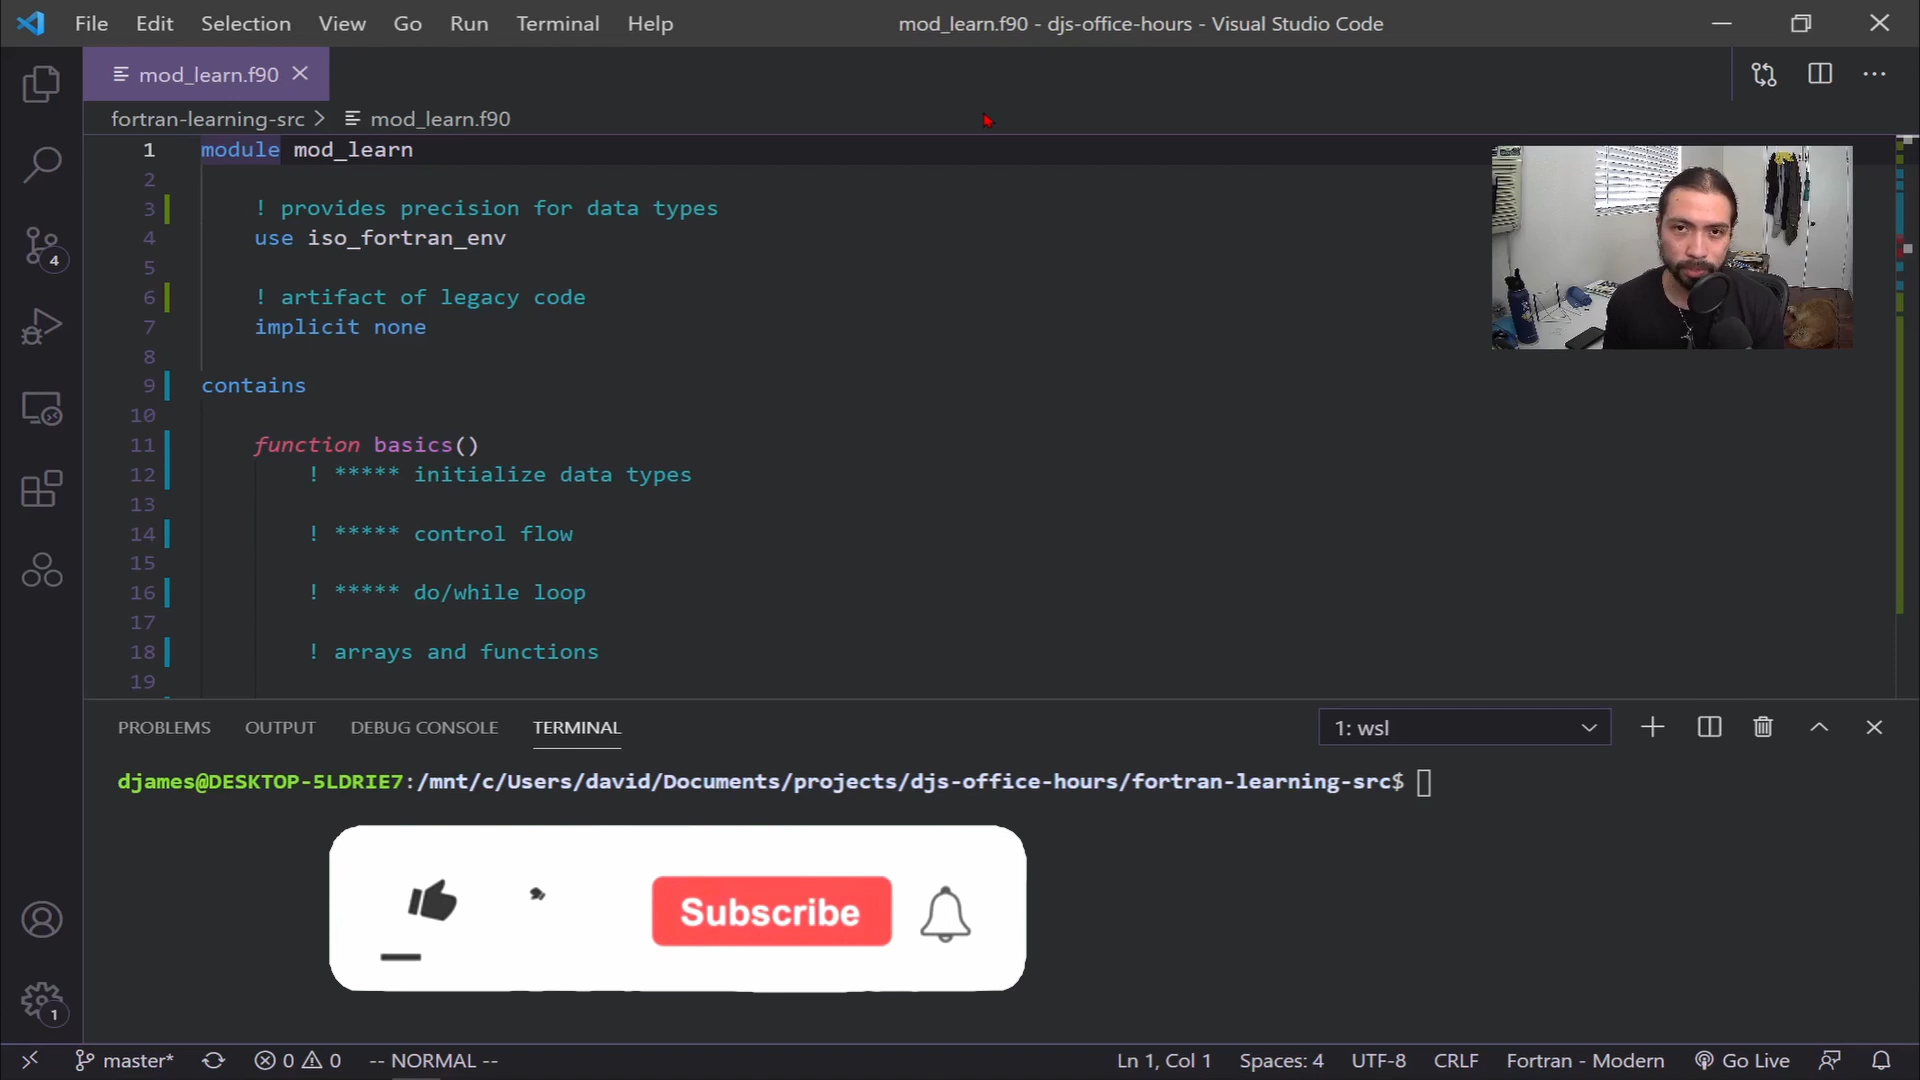 File Edit Selection View Go Run Terminal Help mod_learn.f90 - djs-office-hours - Visual Studio Code
mod_learn.f90
fortran-learning-src > mod_learn.f90
1 module mod_learn
2
3 ! provides precision for data types
4 use iso_fortran_env
5
6 ! artifact of legacy code
7 implicit none
8
9 contains
10
11 function basics()
12 ! ***** initialize data types
13
14 ! ***** control flow
15
16 ! ***** do/while loop
17
18 ! arrays and functions
19
4
PROBLEMS OUTPUT DEBUG CONSOLE TERMINAL 1: wsl
djames@DESKTOP-5LDRIE7:/mnt/c/Users/david/Documents/projects/djs-office-hours/fortran-learning-src$
Subscribe
1
master* 0 0 -- NORMAL -- Ln 1, Col 1 Spaces: 4 UTF-8 CRLF Fortran - Modern Go Live